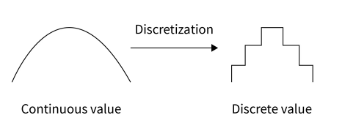 Discretization
Continuous value
Discrete value